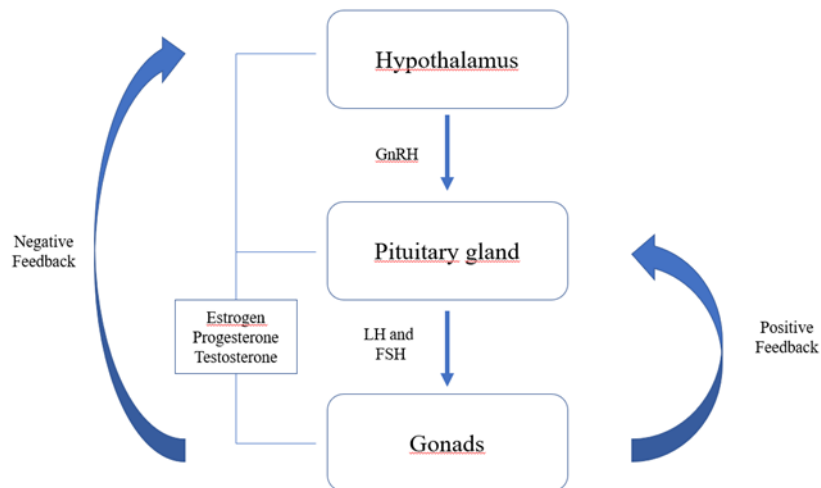 Hypothalamus
GnRH
Pituitary gland
Negative
Feedback
Estrogen
Progesterone
Testosterone
LH and
FSH
Positive
Feedback
Gonads